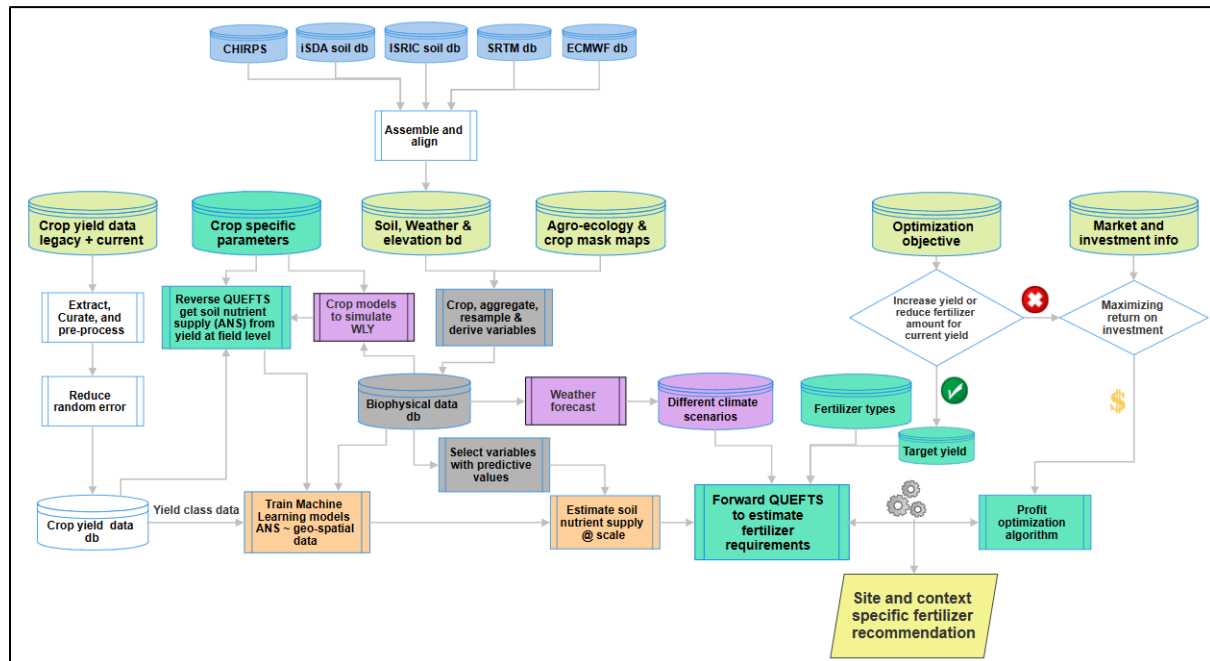 CHIRPS
iSDA soil db
ISRIC soil db
SRTM db
ECMWF db
Assemble and
align
Crop yield data
legacy + current
Crop specific
parameters
Soil, Weather &
elevation bd
Agro-ecology &
crop mask maps
Optimization
objective
Market and
investment info
Extract,
Curate, and
pre-process
Reverse QUEFTS
get soil nutrient
supply (ANS) from
yield at field level
Crop models
to simulate
WLY
Crop, aggregate,
resample &
derive variables
Increase yield or
reduce fertilizer
amount for
current yield
Maximizing
return on
investment
Reduce
random error
Biophysical data
db
Weather
forecast
Different climate
scenarios
Fertilizer types
$
Target yield
Select variables
with predictive
values
Crop yield data
db
Yield class data
Train Machine
Learning models
ANS ~ geo-spatial
data
Estimate soil
nutrient supply
@ scale
Forward QUEFTS
to estimate
fertilizer
requirements
Profit
optimization
algorithm
Site and context
specific fertilizer
recommendation